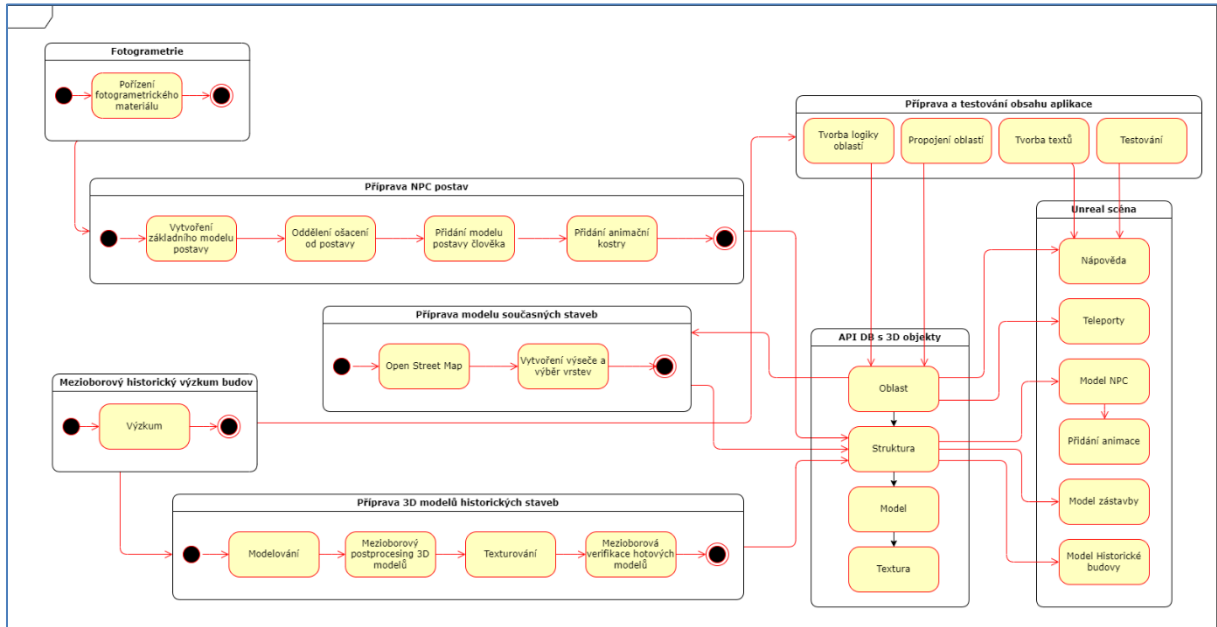 Fotogrametrie
Pořízení
fotogrametrického
materiálu
Příprava a testování obsahu aplikace
Tvorba logiky
oblastí
Propojení oblastí
Tvorba textů
Testování
Příprava NPC postav
Vytvoření
základního modelu
postavy
Oddělení ošacení
od postavy
Přidání modelu
postavy člověka
Přidání animační
kostry
Unreal scéna
Nápověda
Teleporty
Model NPC
Přidání animace
Model zástavby
Model Historické
budovy
Příprava modelu současných staveb
Open Street Map
Vytvoření výseče a
výběr vrstev
API DB s 3D objekty
Oblast
Struktura
Model
Textura
Mezioborový historický výzkum budov
Výzkum
Příprava 3D modelů historických staveb
Modelování
Mezioborový
postprocesing 3D
modelů
Texturování
Mezioborová
verifikace hotových
modelů